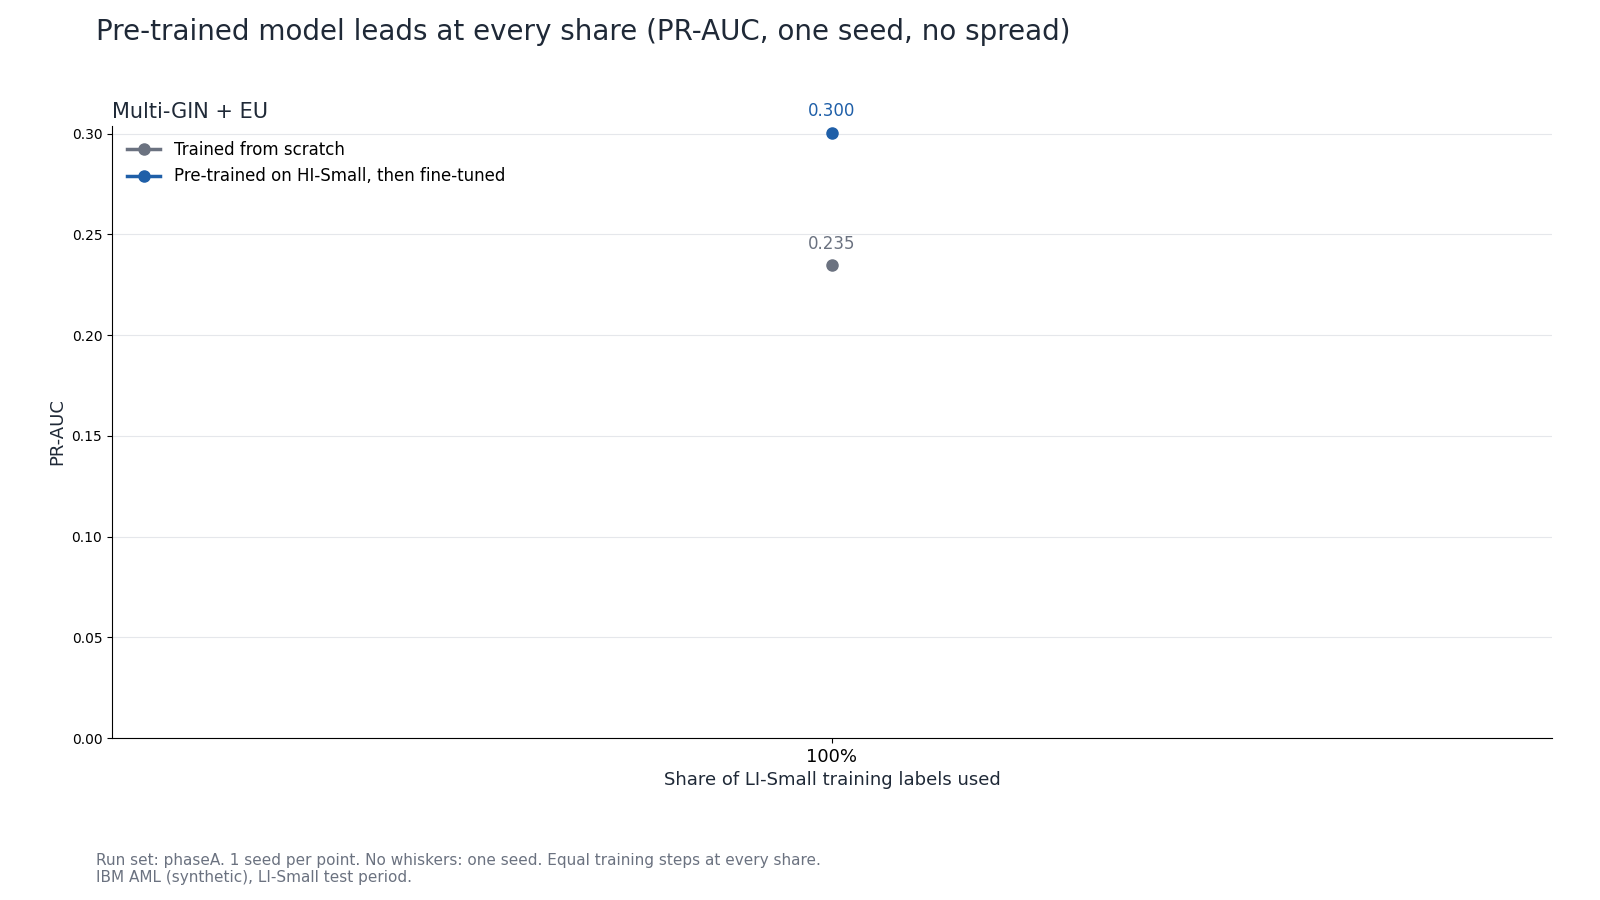 Pre-trained model leads at every share (PR-AUC, one seed, no spread)
Multi-GIN + EU
0.300
0.30
Trained from scratch
Pre-trained on HI-Small, then fine-tuned
0.25
0.235
0.20
PR-AUC
0.15
0.10
0.05
0.00
100%
Share of LI-Small training labels used
Run set: phaseA. 1 seed per point. No whiskers: one seed. Equal training steps at every share.
IBM AML (synthetic), LI-Small test period.